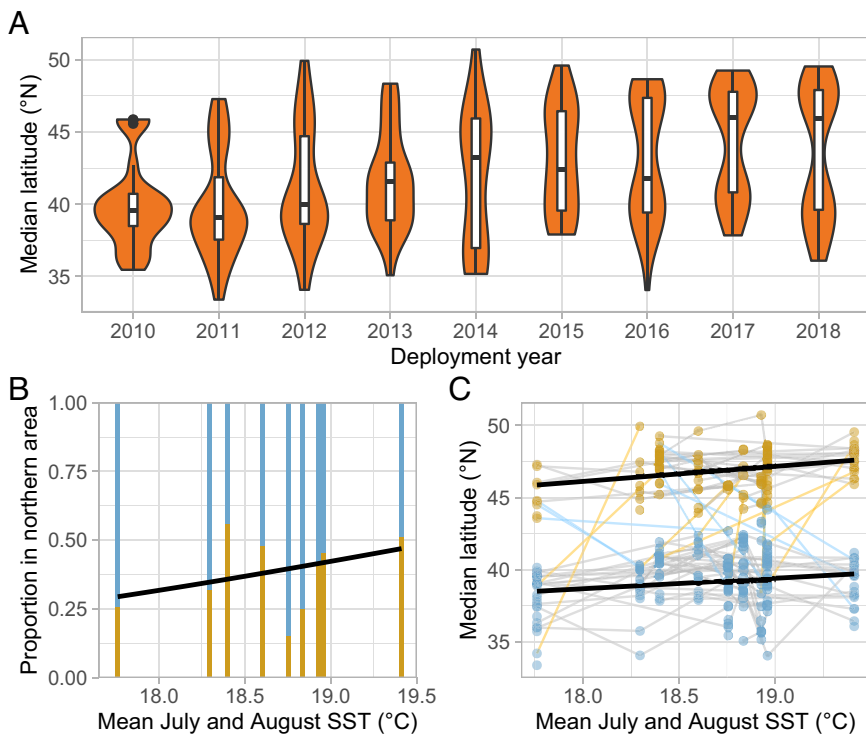 A
Median latitude (°N)
50
45
40
35
2010 2011 2012 2013 2014 2015 2016 2017 2018
Deployment year
B
Proportion in northern area
1.00
0.75
0.50
0.25
0.00
18.0 18.5 19.0 19.5
Mean July and August SST (°C)
C
Median latitude (°N)
50
45
40
35
18.0 18.5 19.0
Mean July and August SST (°C)